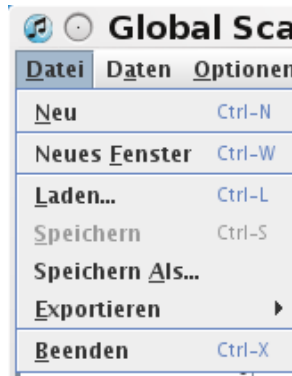 Global Sca
Datei Daten Optionen
Neu Ctrl-N
Neues Fenster Ctrl-W
Laden... Ctrl-L
Speichern Ctrl-S
Speichern Als...
Exportieren
Beenden Ctrl-X